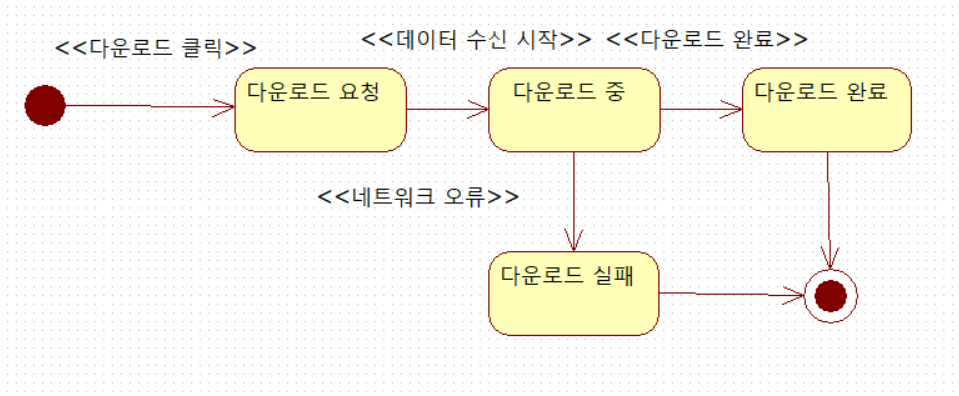 <<다운로드 클릭>>
<<데이터 수신 시작>>
<<다운로드 완료>>
다운로드 요청
다운로드 중
다운로드 완료
<<네트워크 오류>>
다운로드 실패